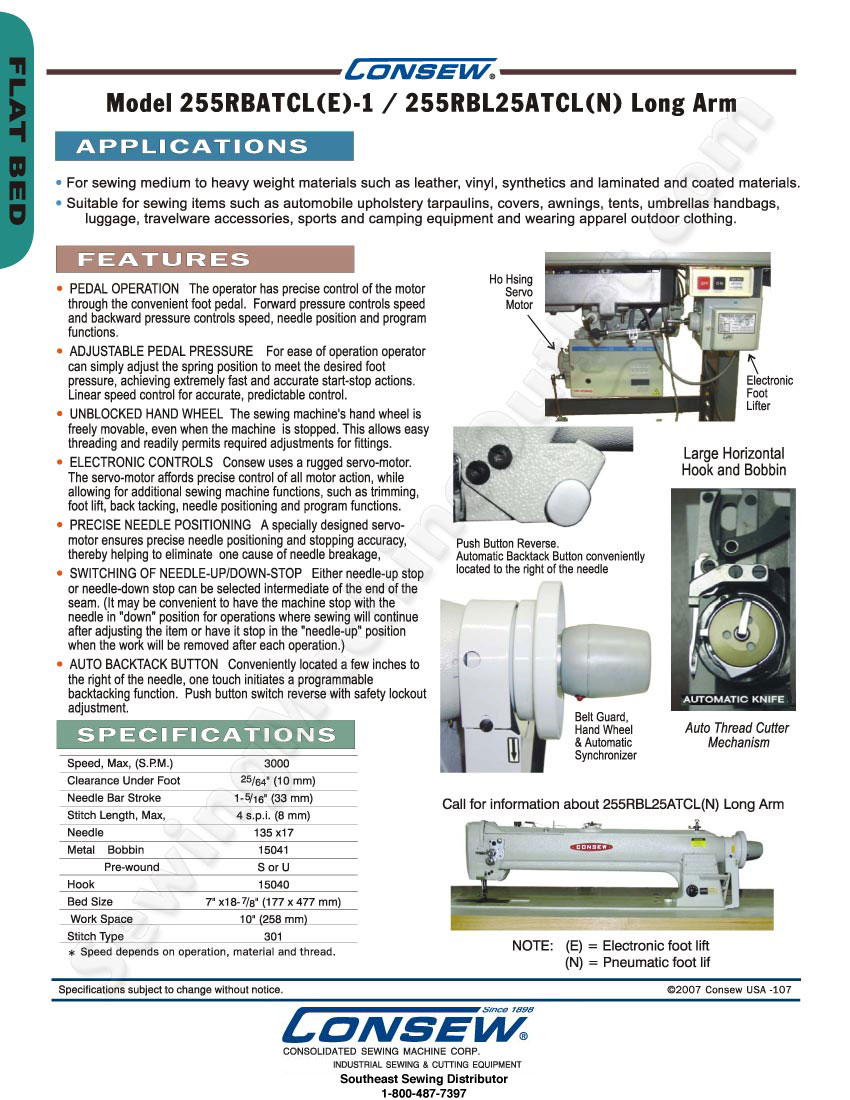 FLAT BED
CONSEW®
Model 255RBATCL(E)-1 / 255RBL25ATCL(N) Long Arm
APPLICATIONS
• For sewing medium to heavy weight materials such as leather, vinyl, synthetics and laminated and coated materials.
• Suitable for sewing items such as automobile upholstery tarpaulins, covers, awnings, tents, umbrellas handbags,
luggage, travelware accessories, sports and camping equipment and wearing apparel outdoor clothing.
FEATURES
• PEDAL OPERATION The operator has precise control of the motor
through the convenient foot pedal. Forward pressure controls speed
and backward pressure controls speed, needle position and program
functions.
• ADJUSTABLE PEDAL PRESSURE For ease of operation operator
can simply adjust the spring position to meet the desired foot
pressure, achieving extremely fast and accurate start-stop actions.
Linear speed control for accurate, predictable control.
• UNBLOCKED HAND WHEEL The sewing machine's hand wheel is
freely movable, even when the machine is stopped. This allows easy
threading and readily permits required adjustments for fittings.
• ELECTRONIC CONTROLS Consew uses a rugged servo-motor.
The servo-motor affords precise control of all motor action, while
allowing for additional sewing machine functions, such as trimming,
foot lift, back tacking, needle positioning and program functions.
• PRECISE NEEDLE POSITIONING A specially designed servo-
motor ensures precise needle positioning and stopping accuracy,
thereby helping to eliminate one cause of needle breakage,
• SWITCHING OF NEEDLE-UP/DOWN-STOP Either needle-up stop
or needle-down stop can be selected intermediate of the end of the
seam. (It may be convenient to have the machine stop with the
needle in "down" position for operations where sewing will continue
after adjusting the item or have it stop in the "needle-up" position
when the work will be removed after each operation.)
• AUTO BACKTACK BUTTON Conveniently located a few inches to
the right of the needle, one touch initiates a programmable
backtacking function. Push button switch reverse with safety lockout
adjustment.
Ho Hsing
Servo
Motor
OFF ON
Electronic
Foot
Lifter
Push Button Reverse.
Automatic Backtack Button conveniently
located to the right of the needle
Large Horizontal
Hook and Bobbin
AUTOMATIC KNIFE
Auto Thread Cutter
Mechanism
Belt Guard,
Hand Wheel
& Automatic
Synchronizer
SPECIFICATIONS
Speed, Max, (S.P.M.) 3000
Clearance Under Foot 25/64" (10 mm)
Needle Bar Stroke 1-5/16" (33 mm)
Stitch Length, Max, 4 s.p.i. (8 mm)
Needle 135 x17
Metal Bobbin 15041
Pre-wound S or U
Hook 15040
Bed Size 7" x18-7/8" (177 x 477 mm)
Work Space 10" (258 mm)
Stitch Type 301
* Speed depends on operation, material and thread.
Call for information about 255RBL25ATCL(N) Long Arm
CONSEW
NOTE: (E) = Electronic foot lift
(N) = Pneumatic foot lif
Specifications subject to change without notice.
©2007 Consew USA -107
Since 1898
CONSEW®
CONSOLIDATED SEWING MACHINE CORP.
INDUSTRIAL SEWING & CUTTING EQUIPMENT
Southeast Sewing Distributor
1-800-487-7397
SewingMachineOutlet.com